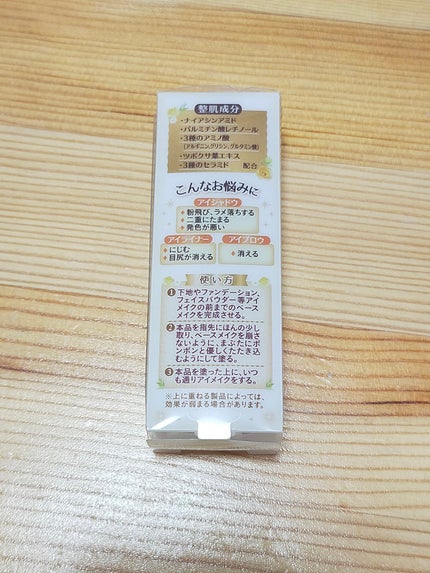 整肌成分
・ナイアシンアミド
・パルミチン酸レチノール
・3種のアミノ酸
(アルギニン,グリシン,グルタミン酸)
・ツボクサ葉エキス
・3種のセラミド 配合
こんなお悩みに
アイシャドウ
粉飛び、ラメ落ちする
二重にたまる
発色が悪い
アイライナー
にじむ
目尻が消える
アイブロウ
消える
使い方
1 下地やファンデーション、
フェイスパウダー等アイ
メイクの前までのベース
メイクを完成させる。
2 本品を指先にほんの少し
取り、ベースメイクを崩さ
ないように、まぶたにポ
ンポンと優しくたたき込
むようにして塗る。
3 本品を塗った上に、いつ
も通りアイメイクをする。
※上に重ねる製品によっては、
効果が弱まる場合があります。